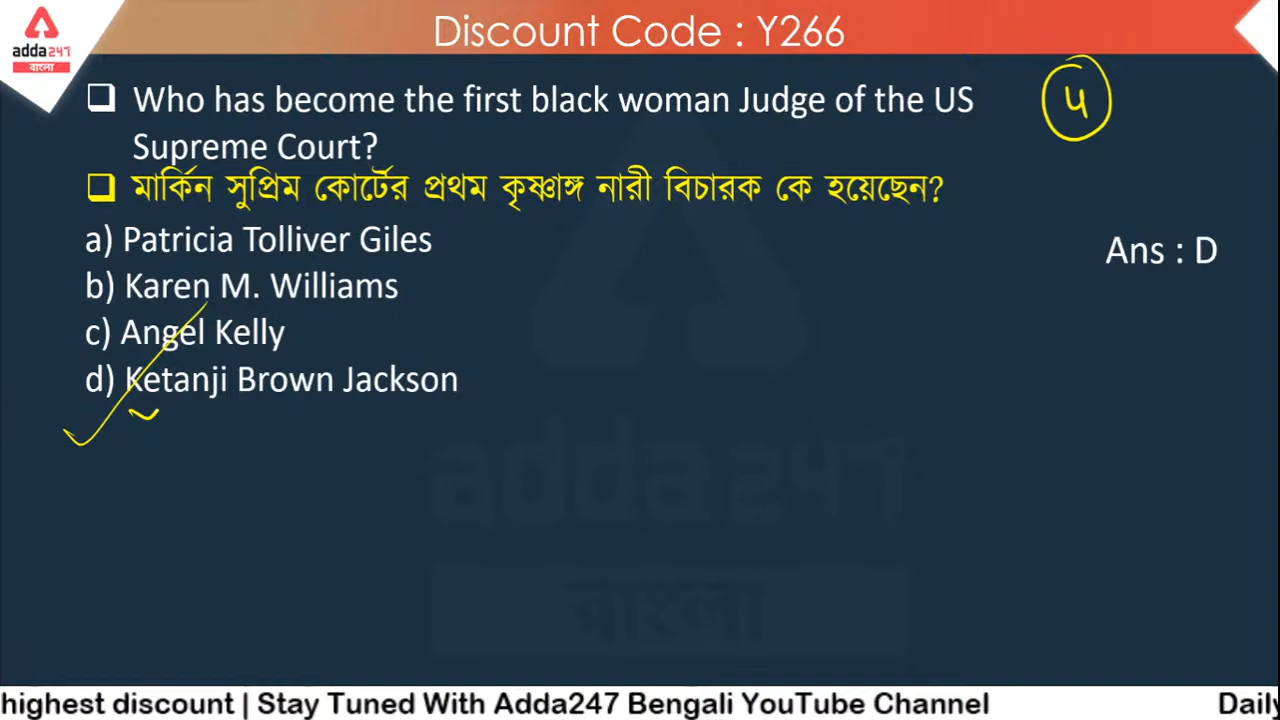 Discount Code : Y266
adda247
বাংলা
Who has become the first black woman Judge of the US
Supreme Court?
মার্কিন সুপ্রিম কোর্টের প্রথম কৃষ্ণাঙ্গ নারী বিচারক কে হয়েছেন?
a) Patricia Tolliver Giles
b) Karen M. Williams
c) Angel Kelly
d) Ketanji Brown Jackson
Ans : D
adda247
বাংলা
highest discount | Stay Tuned With Adda247 Bengali YouTube Channel
Daily